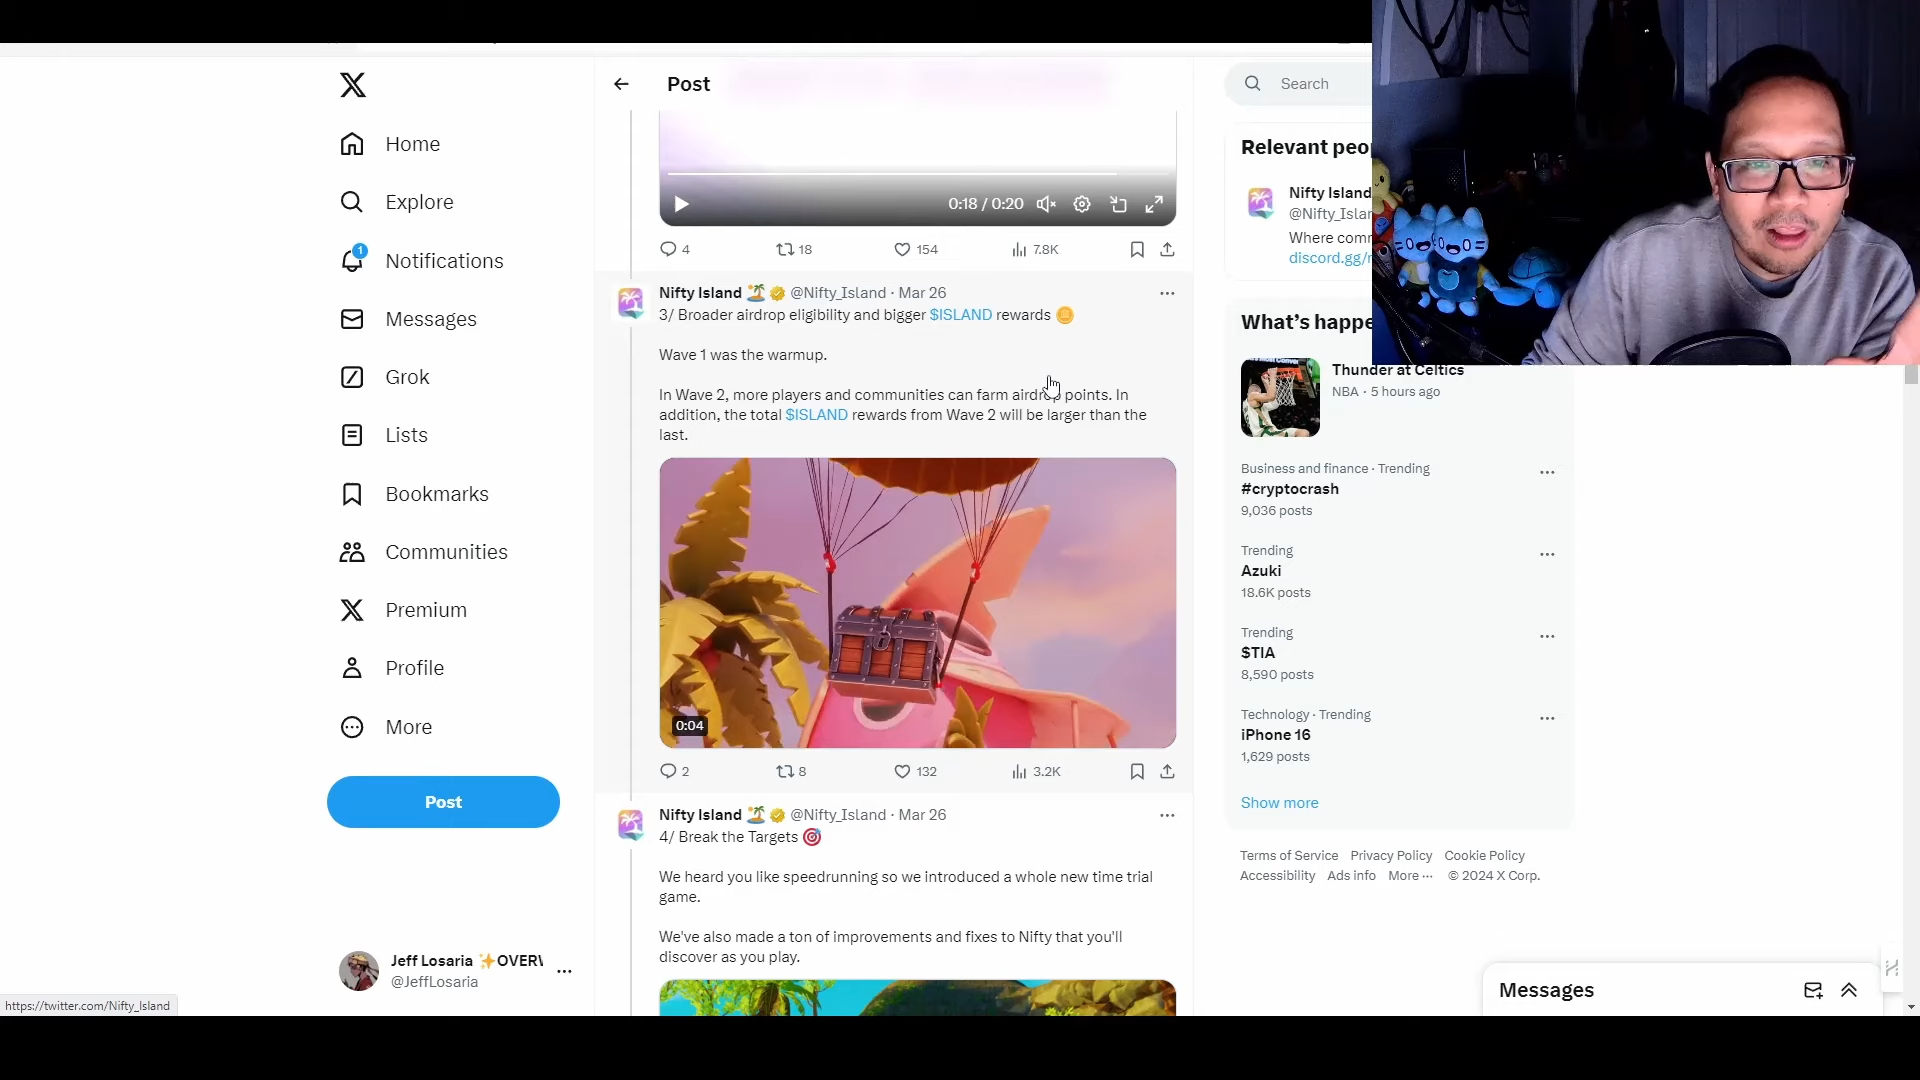 Home
Explore
1
Notifications
Messages
Grok
Lists
Bookmarks
Communities
Premium
Profile
More
Post
Jeff Losaria ✨OVERV
@JeffLosaria
https://twitter.com/Nifty_Island
Post
0:18 / 0:20
4 18 154 7.8K
Nifty Island 🏝️ @Nifty_Island · Mar 26
3/ Broader airdrop eligibility and bigger $ISLAND rewards 🪙
Wave 1 was the warmup.
In Wave 2, more players and communities can farm airdrop points. In
addition, the total $ISLAND rewards from Wave 2 will be larger than the
last.
0:04
2 8 132 3.2K
Nifty Island 🏝️ @Nifty_Island · Mar 26
4/ Break the Targets 🎯
We heard you like speedrunning so we introduced a whole new time trial
game.
We've also made a ton of improvements and fixes to Nifty that you'll
discover as you play.
Search
Relevant peo
Nifty Island
@Nifty_Islan
Where comm
discord.gg/n
What's happe
Thunder at Celtics
NBA · 5 hours ago
Business and finance · Trending
#cryptocrash
9,036 posts
Trending
Azuki
18.6K posts
Trending
$TIA
8,590 posts
Technology · Trending
iPhone 16
1,629 posts
Show more
Terms of Service Privacy Policy Cookie Policy
Accessibility Ads info More ··· © 2024 X Corp.
Messages